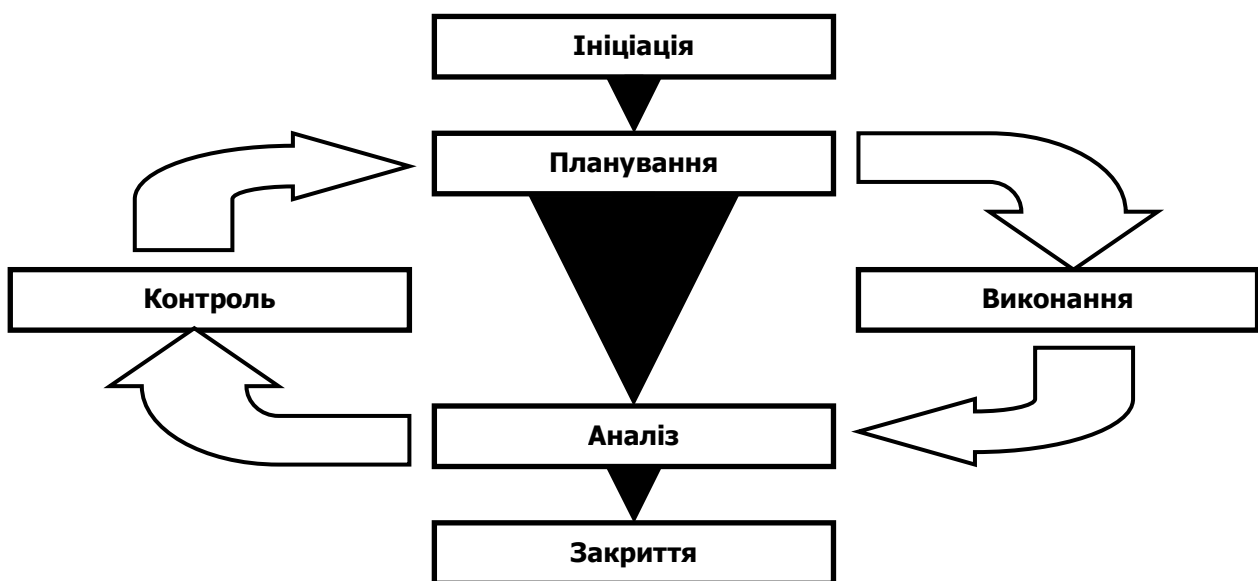 Ініціація
Планування
Контроль
Виконання
Аналіз
Закриття